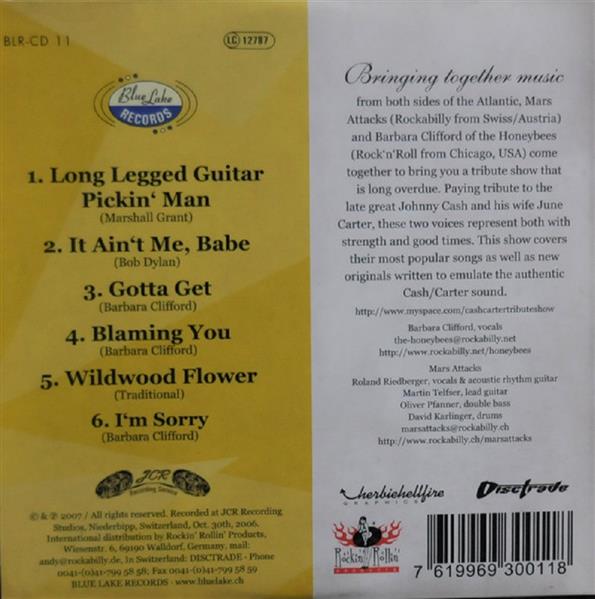 BLR-CD 11
LC 12787
Blue Lake
RECORDS
1. Long Legged Guitar
Pickin' Man
(Marshall Grant)
2. It Ain't Me, Babe
(Bob Dylan)
3. Gotta Get
(Barbara Clifford)
4. Blaming You
(Barbara Clifford)
5. Wildwood Flower
(Traditional)
6. I'm Sorry
(Barbara Clifford)
JCR
Recording Service
© & ℗ 2007 / All rights reserved. Recorded at JCR Recording
Studios, Niederbipp, Switzerland, Oct. 30th, 2006.
International distribution by Rockin' Rollin' Products,
Wiesenstr. 6, 69190 Walldorf, Germany, mail:
andy@rockabilly.de, In Switzerland: DISCTRADE - Phone
0041-(0)41-799 58 58; Fax 0041-(0)41-799 58 59
BLUE LAKE RECORDS - www.bluelake.ch
Bringing together music
from both sides of the Atlantic, Mars
Attacks (Rockabilly from Swiss/Austria)
and Barbara Clifford of the Honeybees
(Rock'n'Roll from Chicago, USA) come
together to bring you a tribute show that
is long overdue. Paying tribute to the
late great Johnny Cash and his wife June
Carter, these two voices represent both with
strength and good times. This show covers
their most popular songs as well as new
originals written to emulate the authentic
Cash/Carter sound.
http://www.myspace.com/cashcartertributeshow
Barbara Clifford, vocals
the-honeybees@rockabilly.net
http://www.rockabilly.net/honeybees
Mars Attacks
Roland Riedberger, vocals & acoustic rhythm guitar
Martin Telfser, lead guitar
Oliver Pfanner, double bass
David Karlinger, drums
marsattacks@rockabilly.ch
http://www.rockabilly.ch/marsattacks
herbiehellfire
GRAPHICS
Disctrade
Rockin' Rollin'
PRODUCTS
7 619969 300118